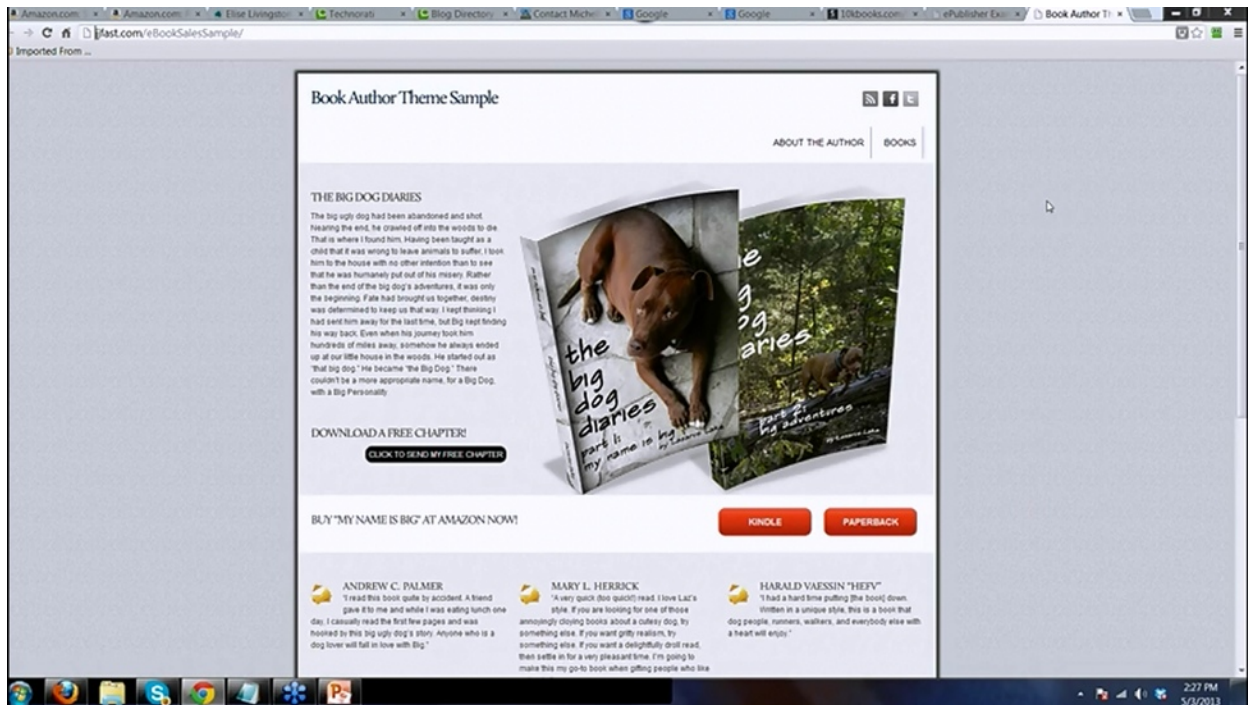 Amazon.com:
Amazon.com:
Elise Livingston
Technorati
Blog Directory
Contact Michel
Google
Google
10kbooks.com/
ePublisher Exa
Book Author Th
ijfast.com/eBookSalesSample/
Imported From ...
Book Author Theme Sample
ABOUT THE AUTHOR
BOOKS
THE BIG DOG DIARIES
The big ugly dog had been abandoned and shot.
Nearing the end, he crawled off into the woods to die.
That is where I found him. Having been taught as a
child that it was wrong to leave animals to suffer, I took
him to the house with no other intention than to see
that he was humanely put out of his misery. Rather
than the end of the big dog's adventures, it was only
the beginning. Fate had brought us together, destiny
was determined to keep us that way. I kept thinking I
had sent him away for the last time, but Big kept finding
his way back. Even when his journey took him
hundreds of miles away, somehow he always ended
up at our little house in the woods. He started out as
"that big dog." He became "the Big Dog." There
couldn't be a more appropriate name, for a Big Dog,
with a Big Personality
the
big
dog
diaries
part 1:
my name is big
by Lazarus Lake
e
g
og
aries
part 2:
big adventures
by Lazarus Lake
DOWNLOAD A FREE CHAPTER!
CLICK TO SEND MY FREE CHAPTER
BUY "MY NAME IS BIG" AT AMAZON NOW!
KINDLE
PAPERBACK
ANDREW C. PALMER
"I read this book quite by accident. A friend
gave it to me and while I was eating lunch one
day, I casually read the first few pages and was
hooked by this big ugly dog's story. Anyone who is a
dog lover will fall in love with Big."
MARY L. HERRICK
"A very quick (too quick!!) read. I love Laz's
style. If you are looking for one of those
annoyingly cloying books about a cutesy dog, try
something else. If you want gritty realism, try
something else. If you want a delightfully droll read,
then settle in for a very pleasant time. I'm going to
make this my go-to book when gifting people who like
HARALD VAESSIN "HEFV"
"I had a hard time putting [the book] down.
Written in a unique style, this is a book that
dog people, runners, walkers, and everybody else with
a heart will enjoy."
2:27 PM
5/3/2013